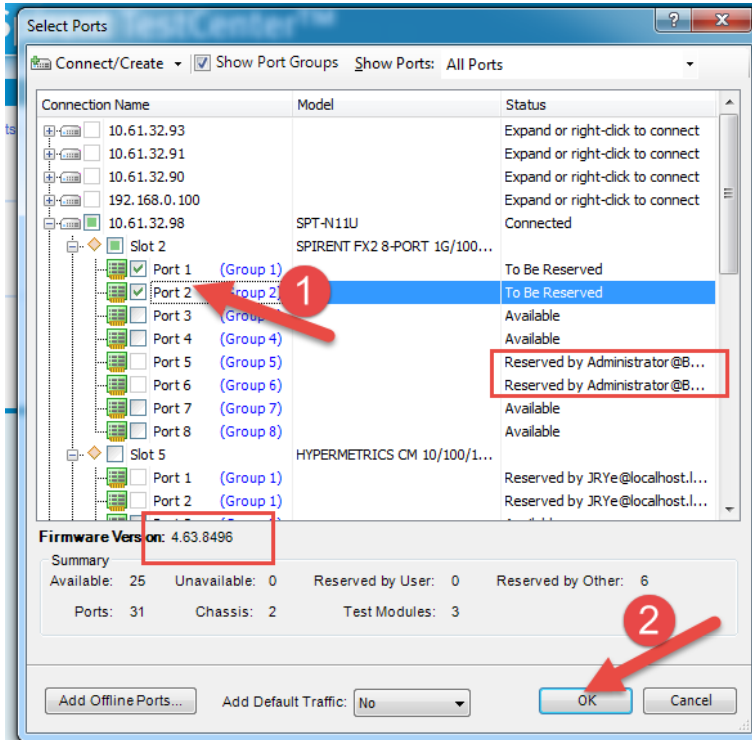 Select Ports
Connect/Create Show Port Groups Show Ports: All Ports
Connection Name Model Status
10.61.32.93 Expand or right-click to connect
10.61.32.91 Expand or right-click to connect
10.61.32.90 Expand or right-click to connect
192.168.0.100 Expand or right-click to connect
10.61.32.98 SPT-N11U Connected
Slot 2 SPIRENT FX2 8-PORT 1G/100...
Port 1 (Group 1) To Be Reserved
Port 2 (Group 2) To Be Reserved
1
Port 3 Available
Port 4 (Group 4) Available
Port 5 (Group 5) Reserved by Administrator@B...
Port 6 (Group 6) Reserved by Administrator@B...
Port 7 (Group 7) Available
Port 8 (Group 8) Available
Slot 5 HYPERMETRICS CM 10/100/1...
Port 1 (Group 1) Reserved by JRYe@localhost.l...
Port 2 (Group 1) Reserved by JRYe@localhost.l...
Firmware Version: 4.63.8496
Summary
Available: 25 Unavailable: 0 Reserved by User: 0 Reserved by Other: 6
Ports: 31 Chassis: 2 Test Modules: 3
2
Add Offline Ports... Add Default Traffic: No OK Cancel